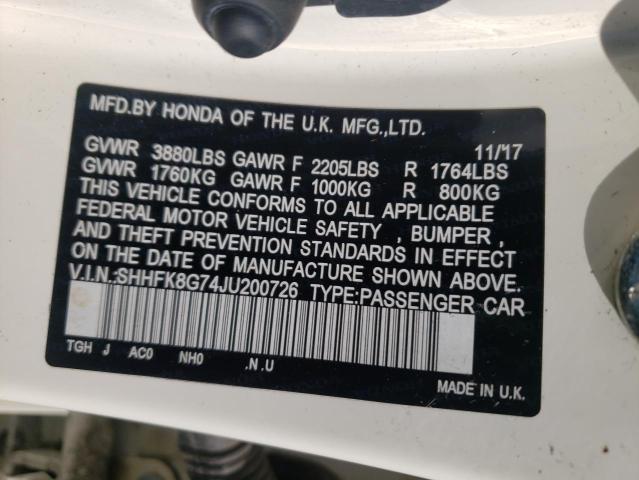 MFD.BY HONDA OF THE U.K. MFG.,LTD.
11/'17
GVWR 3880LBS GAWR F 2205LBS R 1764LBS
GVWR 1760KG GAWR F 1000KG R 800KG
THIS VEHICLE CONFORMS TO ALL APPLICABLE
FEDERAL MOTOR VEHICLE SAFETY , BUMPER ,
AND THEFT PREVENTION STANDARDS IN EFFECT
ON THE DATE OF MANUFACTURE SHOWN ABOVE.
V.I.N.:SHHFK8G74JU200726 TYPE:PASSENGER CAR
TGH J AC0 NH0 .N.U
MADE IN U.K.